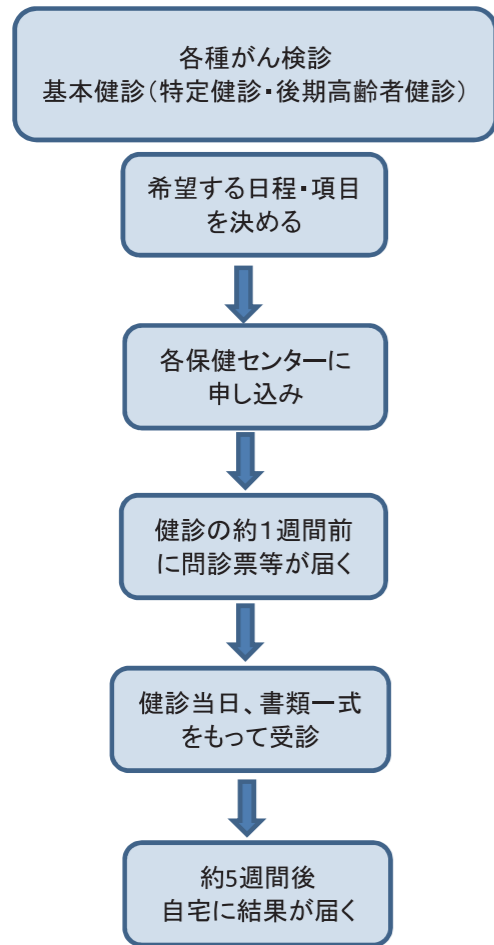 各種がん検診
基本健診（特定健診・後期高齢者健診）
希望する日程・項目
を決める
各保健センターに
申し込み
健診の約１週間前
に問診票等が届く
健診当日、書類一式
をもって受診
約5週間後
自宅に結果が届く